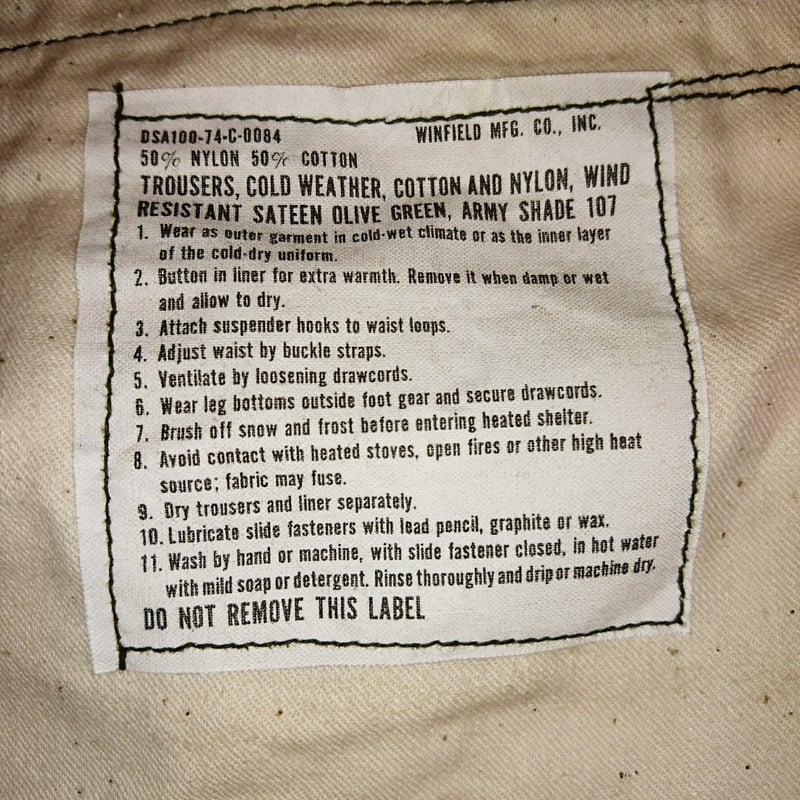 DSA100-74-C-0084 WINFIELD MFG. CO., INC.
50% NYLON 50% COTTON
TROUSERS, COLD WEATHER, COTTON AND NYLON, WIND
RESISTANT SATEEN OLIVE GREEN, ARMY SHADE 107
1. Wear as outer garment in cold-wet climate or as the inner layer
of the cold-dry uniform.
2. Button in liner for extra warmth. Remove it when damp or wet
and allow to dry.
3. Attach suspender hooks to waist loops.
4. Adjust waist by buckle straps.
5. Ventilate by loosening drawcords.
6. Wear leg bottoms outside foot gear and secure drawcords.
7. Brush off snow and frost before entering heated shelter.
8. Avoid contact with heated stoves, open fires or other high heat
source; fabric may fuse.
9. Dry trousers and liner separately.
10. Lubricate slide fasteners with lead pencil, graphite or wax.
11. Wash by hand or machine, with slide fastener closed, in hot water
with mild soap or detergent. Rinse thoroughly and drip or machine dry.
DO NOT REMOVE THIS LABEL